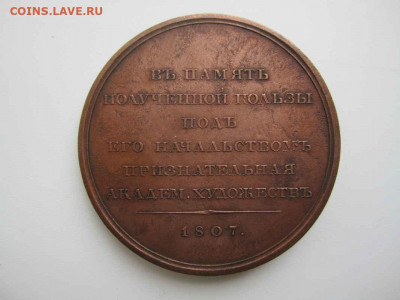 COINS.LAVE.RU
ВЪ ПАМЯТЬ
ПОЛУЧЕННОЙ ПОЛЬЗЫ
ПОДЪ
ЕГО НАЧАЛЬСТВОМЪ
ПРИЗНАТЕЛЬНАЯ
АКАДЕМ. ХУДОЖЕСТВЪ
1807.